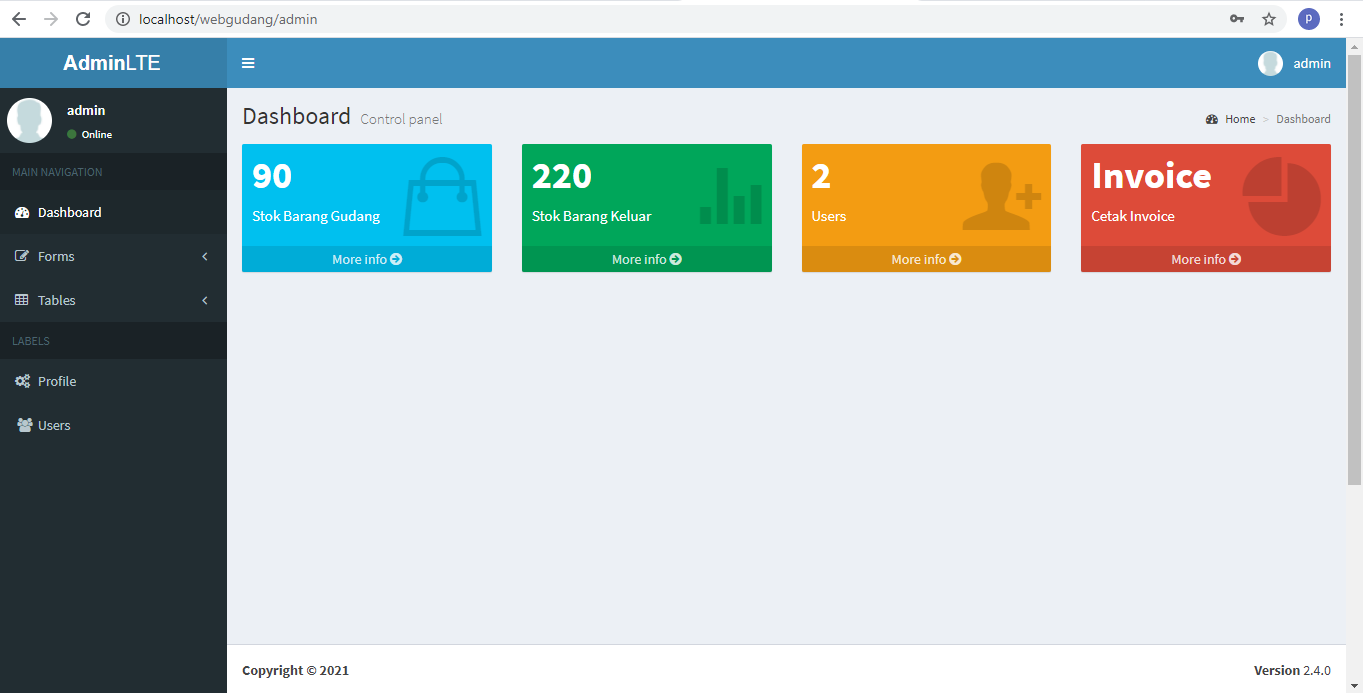 localhost/webgudang/admin
p
AdminLTE
admin
admin
Online
MAIN NAVIGATION
Dashboard
Forms
Tables
LABELS
Profile
Users
Dashboard Control panel
Home > Dashboard
90
Stok Barang Gudang
More info
220
Stok Barang Keluar
More info
2
Users
More info
Invoice
Cetak Invoice
More info
Copyright © 2021
Version 2.4.0